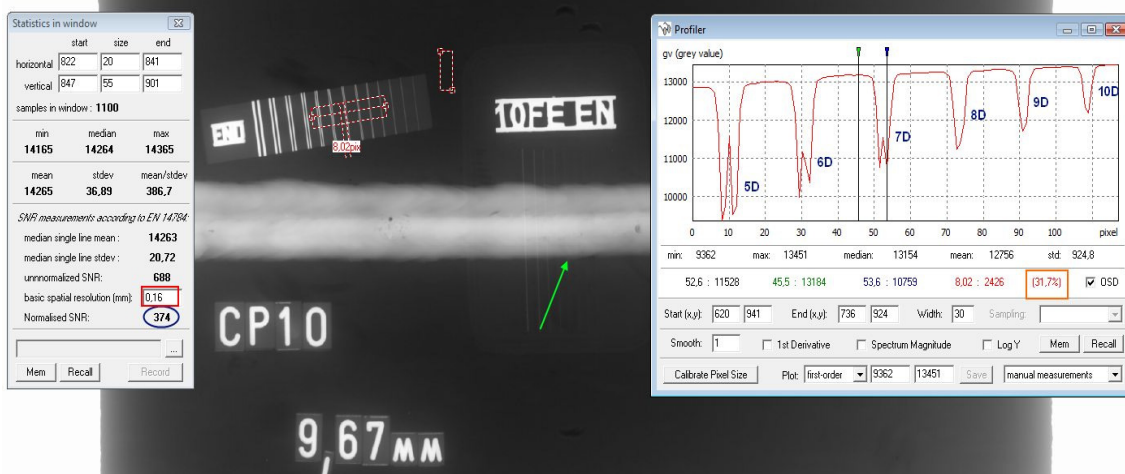 Statistics in window
start size end
horizontal 822 20 841
vertical 847 55 901
samples in window : 1100
min median max
14165 14264 14365
mean stdev mean/stdev
14265 36,89 386,7
SNR measurements according to EN 14784:
median single line mean : 14263
median single line stdev : 20,72
unnormalized SNR: 688
basic spatial resolution (mm): 0,16
Normalised SNR: 374
...
Mem Recall Record
EN
8,02pix
10FE EN
CP10
9,67мм
Profiler
gv (grey value)
13000
12000
11000
10000
5D
6D
7D
8D
9D
10D
0 10 20 30 40 50 60 70 80 90 100 pixel
min: 9362 max: 13451 median: 13154 mean: 12756 std: 924,8
52,6 : 11528 45,5 : 13184 53,6 : 10759 8,02 : 2426 (31,7%) OSD
Start (x,y): 620 941 End (x,y): 736 924 Width: 30 Sampling:
Smooth: 1 1st Derivative Spectrum Magnitude Log Y Mem Recall
Calibrate Pixel Size Plot: first-order 9362 13451 Save manual measurements